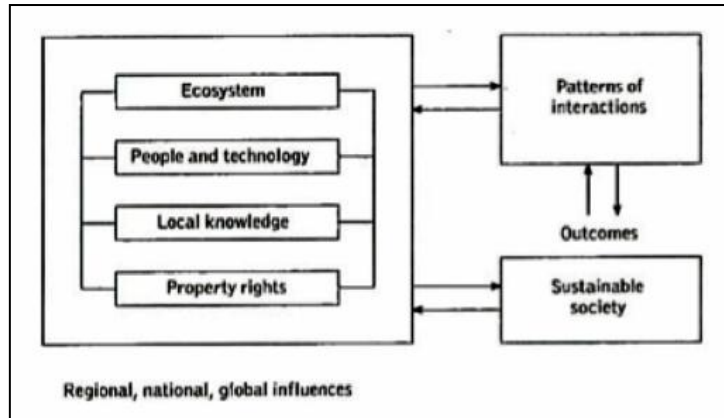 Ecosystem
People and technology
Local knowledge
Property rights
Patterns of
interactions
Outcomes
Sustainable
society
Regional, national, global influences